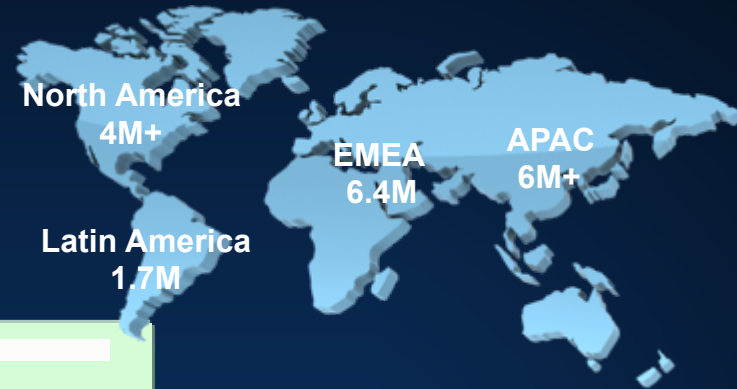 North America
4M+
EMEA
6.4M
APAC
6M+
Latin America
1.7M